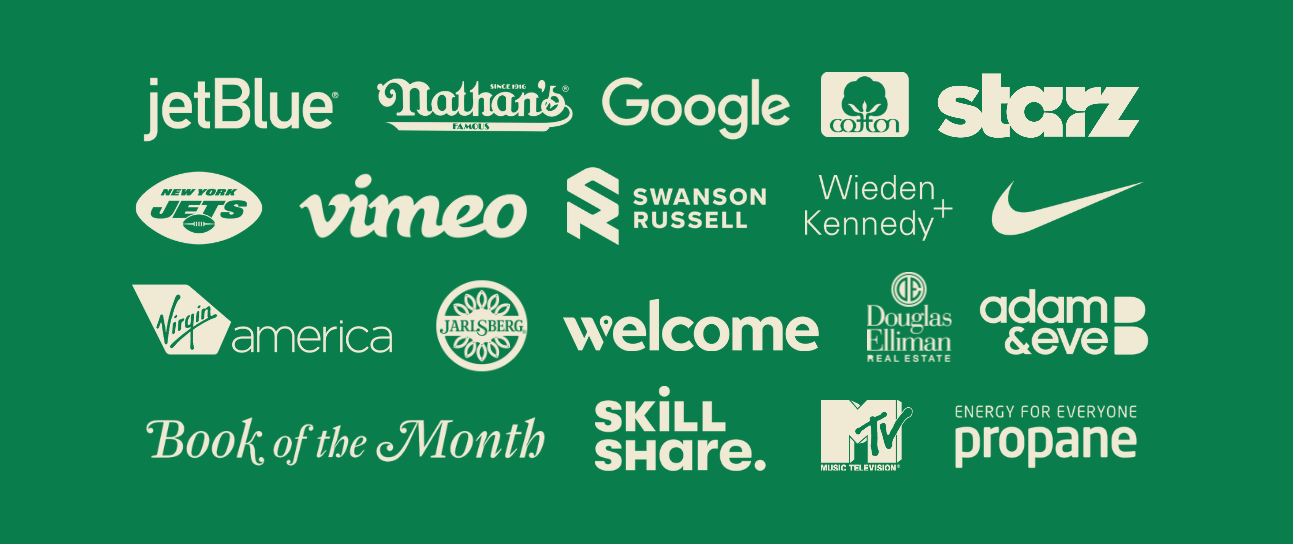 jetBlue®
SINCE 1916
Nathan's®
FAMOUS
Google
cotton
starz
NEW YORK
JETS
vimeo
SWANSON
RUSSELL
Wieden
Kennedy+
Virgin
america
JARLSBERG®
welcome
DE
Douglas
Elliman
REAL ESTATE
adam
&eve
Book of the Month
SKiLL
SHare.
MTV
MUSIC TELEVISION®
ENERGY FOR EVERYONE
propane